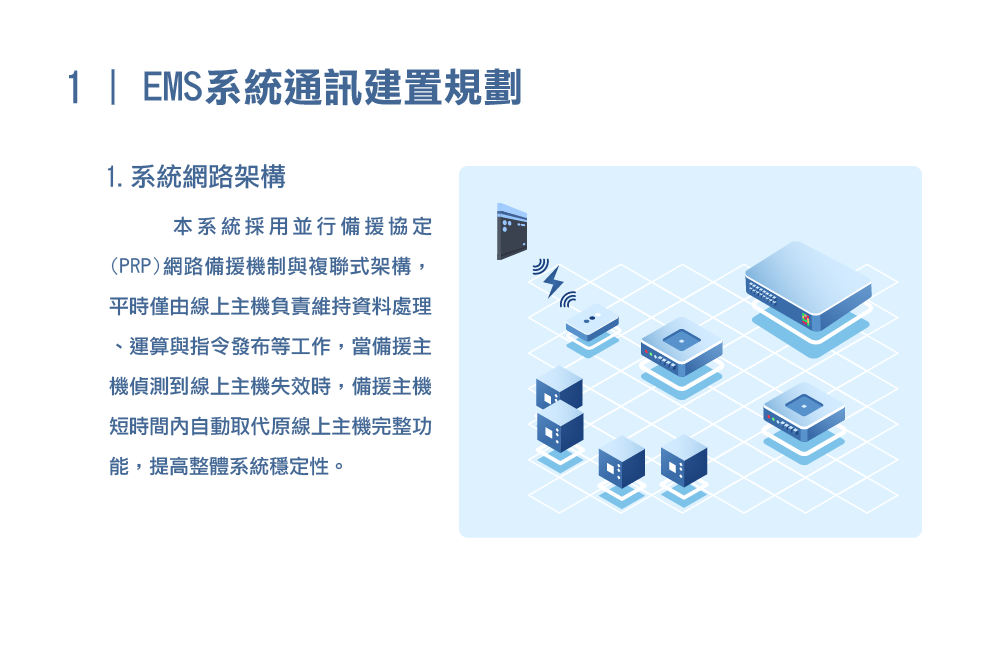 1 | EMS系統通訊建置規劃
1.系統網路架構
本系統採用並行備援協定
(PRP)網路備援機制與複聯式架構，
平時僅由線上主機負責維持資料處理
、運算與指令發布等工作，當備援主
機偵測到線上主機失效時，備援主機
短時間內自動取代原線上主機完整功
能，提高整體系統穩定性。